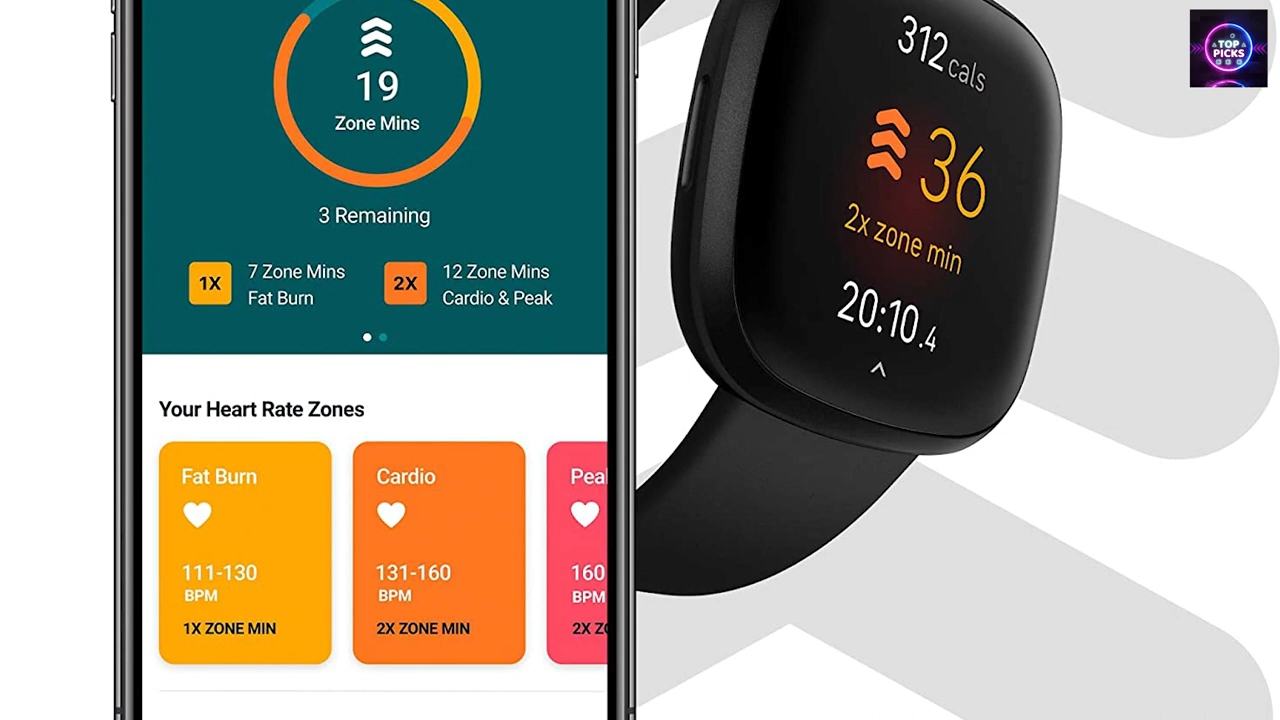 19
Zone Mins
3 Remaining
1X
7 Zone Mins
Fat Burn
2X
12 Zone Mins
Cardio & Peak
Your Heart Rate Zones
Fat Burn
111-130
BPM
1X ZONE MIN
Cardio
131-160
BPM
2X ZONE MIN
Pea
160
BPM
2X ZO
312 cals
36
2x zone min
20:10.4
TOP
PICKS